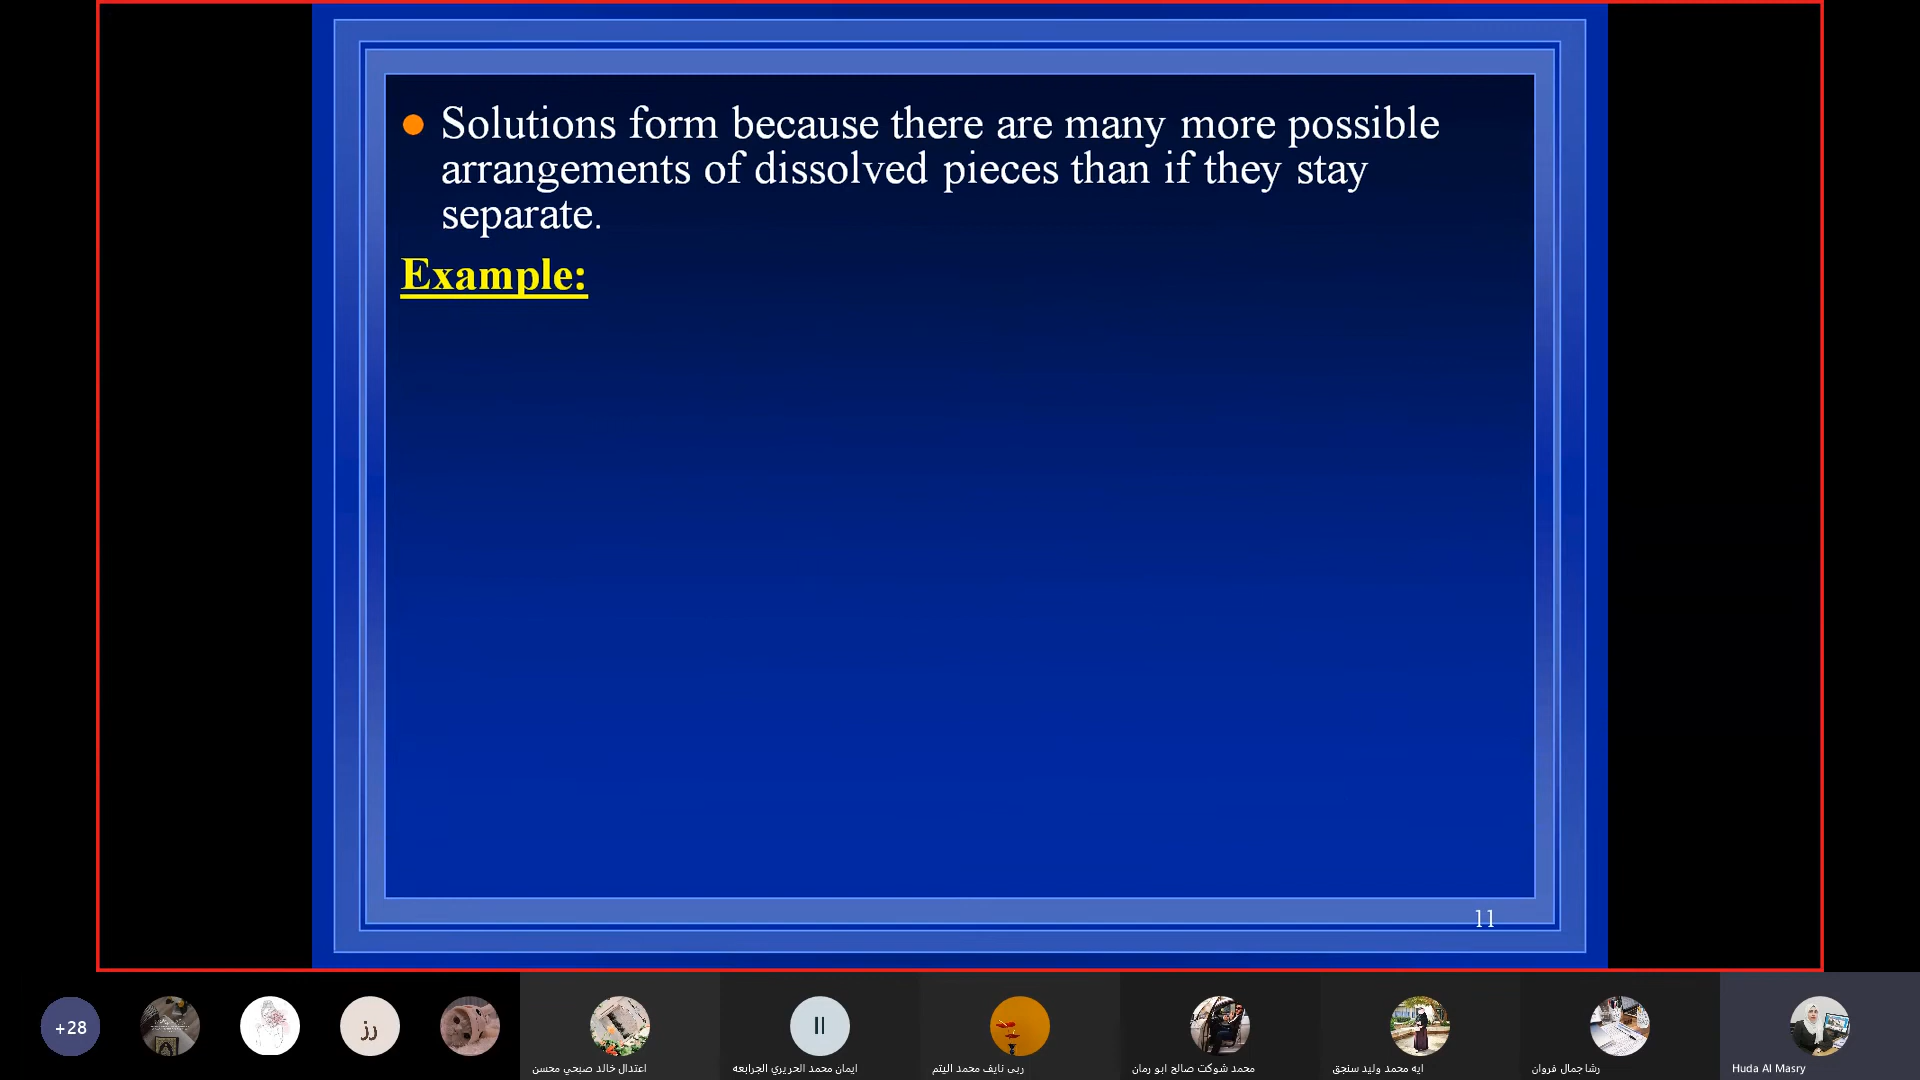 Solutions form because there are many more possible
arrangements of dissolved pieces than if they stay
separate.
Example:
11
+28
رز
اعتدال خالد صبحي محسن
ايمان محمد الحريري الجرابعه
ربى نايف محمد اليتم
محمد شوكت صالح ابو رمان
ايه محمد وليد سنجق
رشا جمال فروان
Huda Al Masry